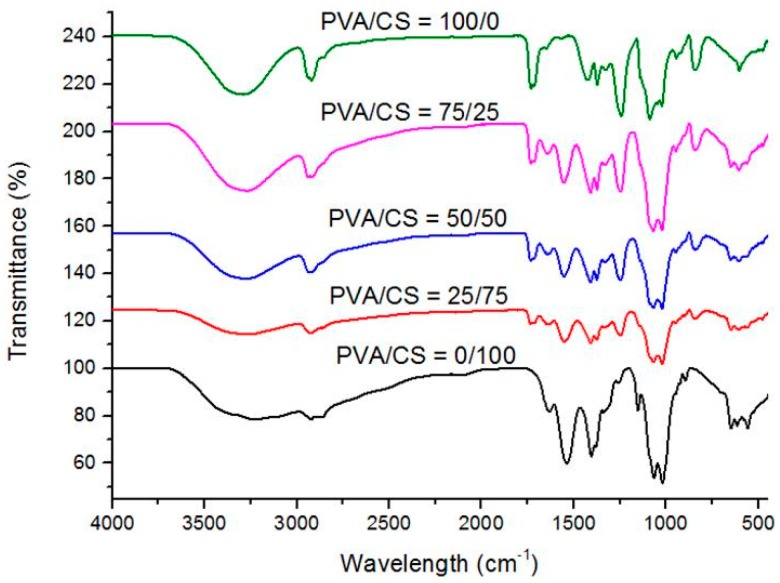 PVA/CS = 100/0
240
220
PVA/CS = 75/25
200
180
160
PVA/CS = 50/50
140
PVA/CS = 25/75
120
PVA/CS = 0/100
100
80
60
Transmittance (%)
4000 3500 3000 2500 2000 1500 1000 500
Wavelength (cm⁻¹)